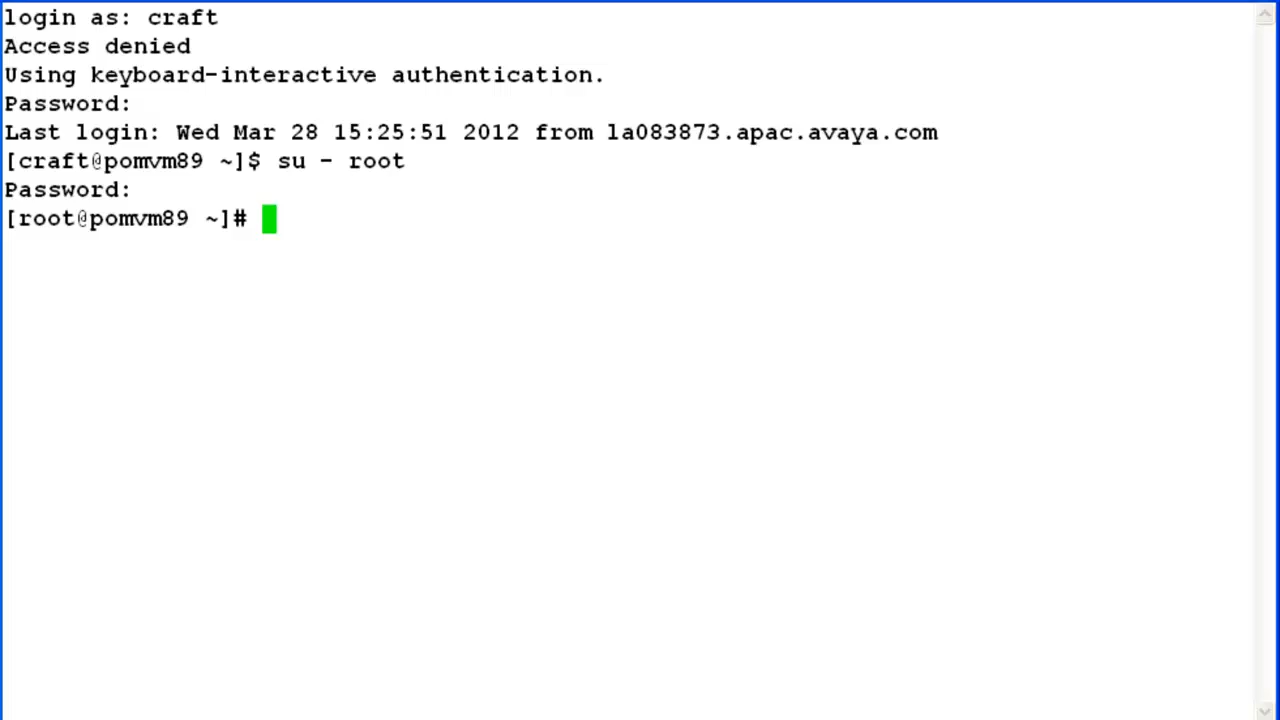 login as: craft
Access denied
Using keyboard-interactive authentication.
Password:
Last login: Wed Mar 28 15:25:51 2012 from la083873.apac.avaya.com
[craft@pomvm89 ~]$ su - root
Password:
[root@pomvm89 ~]#